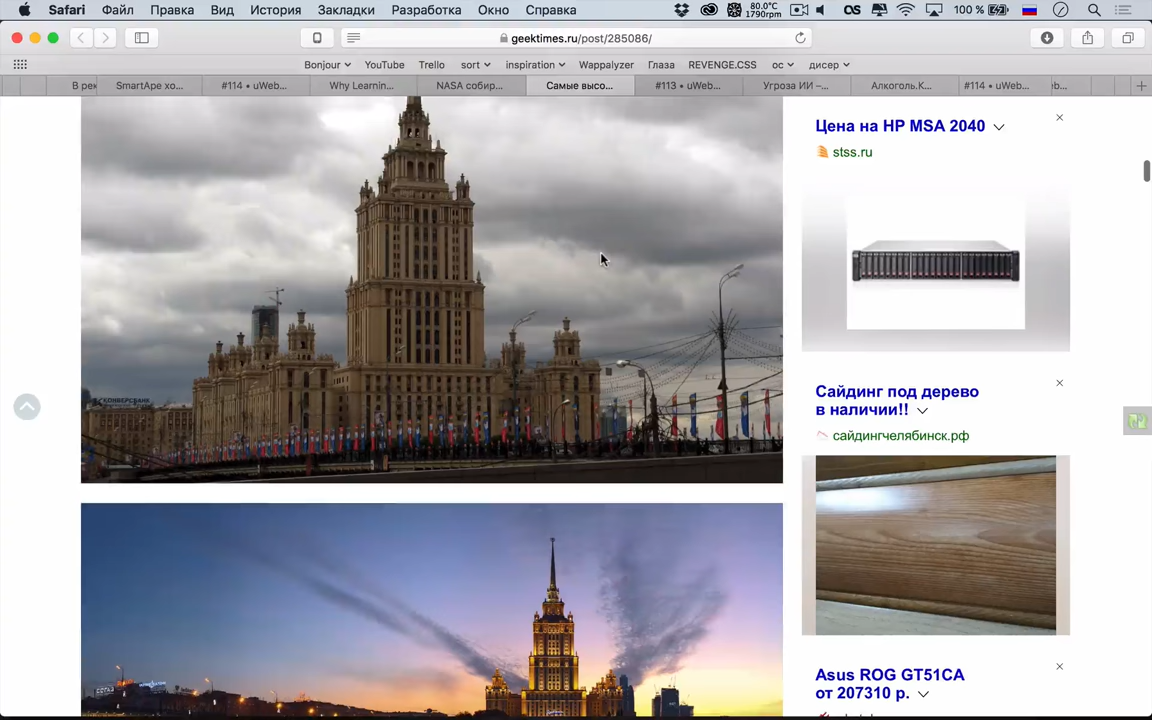 Safari Файл Правка Вид История Закладки Разработка Окно Справка 80.0°C 1790rpm 100 %
geektimes.ru/post/285086/
Bonjour YouTube Trello sort inspiration Wappalyzer Глаза REVENGE.CSS ос дисер
В рек SmartApe хо... #114 • uWeb... Why Learnin... NASA собир... Самые высо... #113 • uWeb... Угроза ИИ –... Алкоголь.К... #114 • uWeb...
Цена на HP MSA 2040
stss.ru
Сайдинг под дерево
в наличии!!
сайдингчелябинск.рф
Asus ROG GT51CA
от 207310 р.